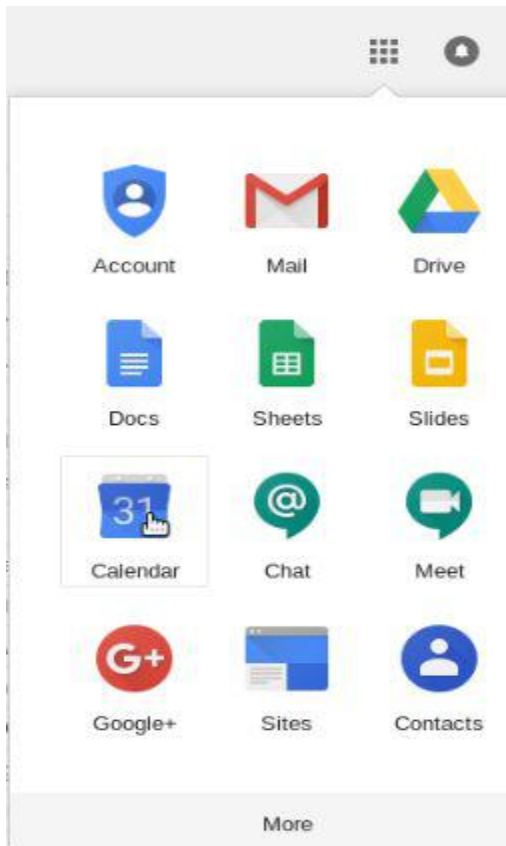 Account Mail Drive
Docs Sheets Slides
31
@
Calendar Chat Meet
G+
Google+ Sites Contacts
More